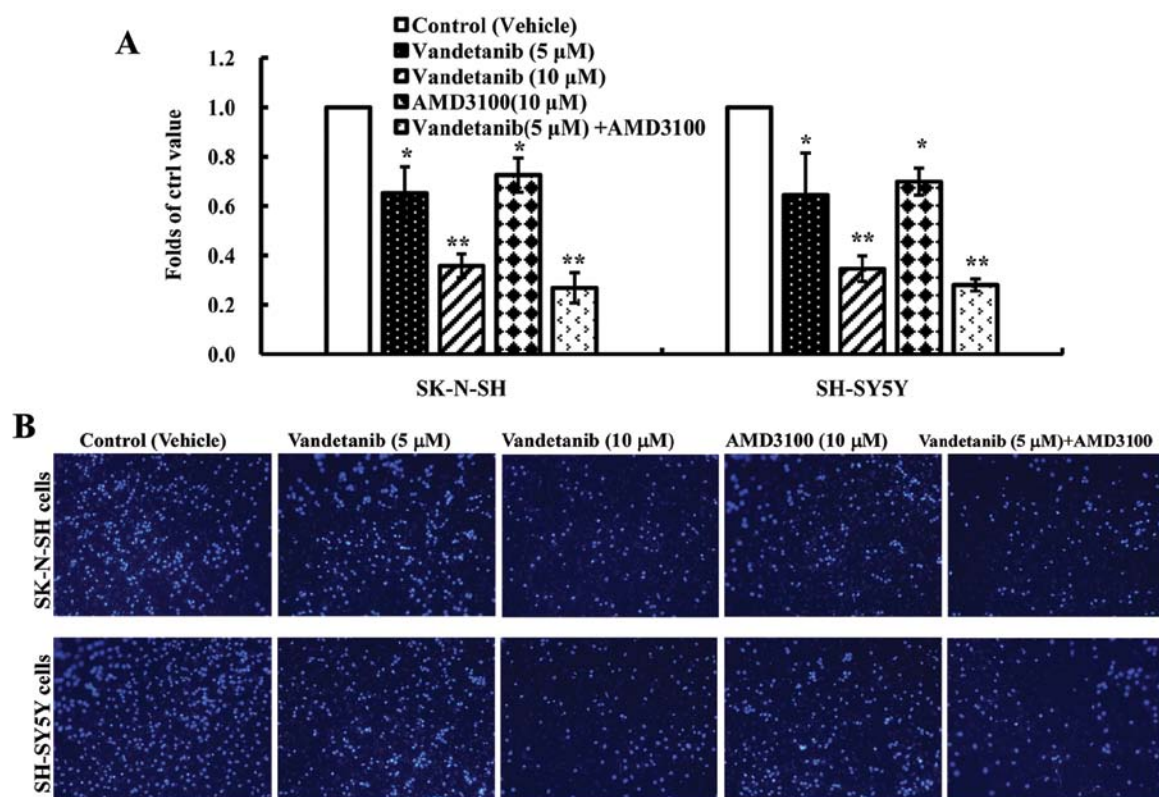 A
Control (Vehicle)
Vandetanib (5 µM)
Vandetanib (10 µM)
AMD3100(10 µM)
Vandetanib(5 µM) +AMD3100
Folds of ctrl value
1.2
1.0
0.8
0.6
0.4
0.2
0.0
* ** * **
* ** * **
SK-N-SH SH-SY5Y
B
Control (Vehicle) Vandetanib (5 µM) Vandetanib (10 µM) AMD3100 (10 µM) Vandetanib (5 µM)+AMD3100
SK-N-SH cells
SH-SY5Y cells